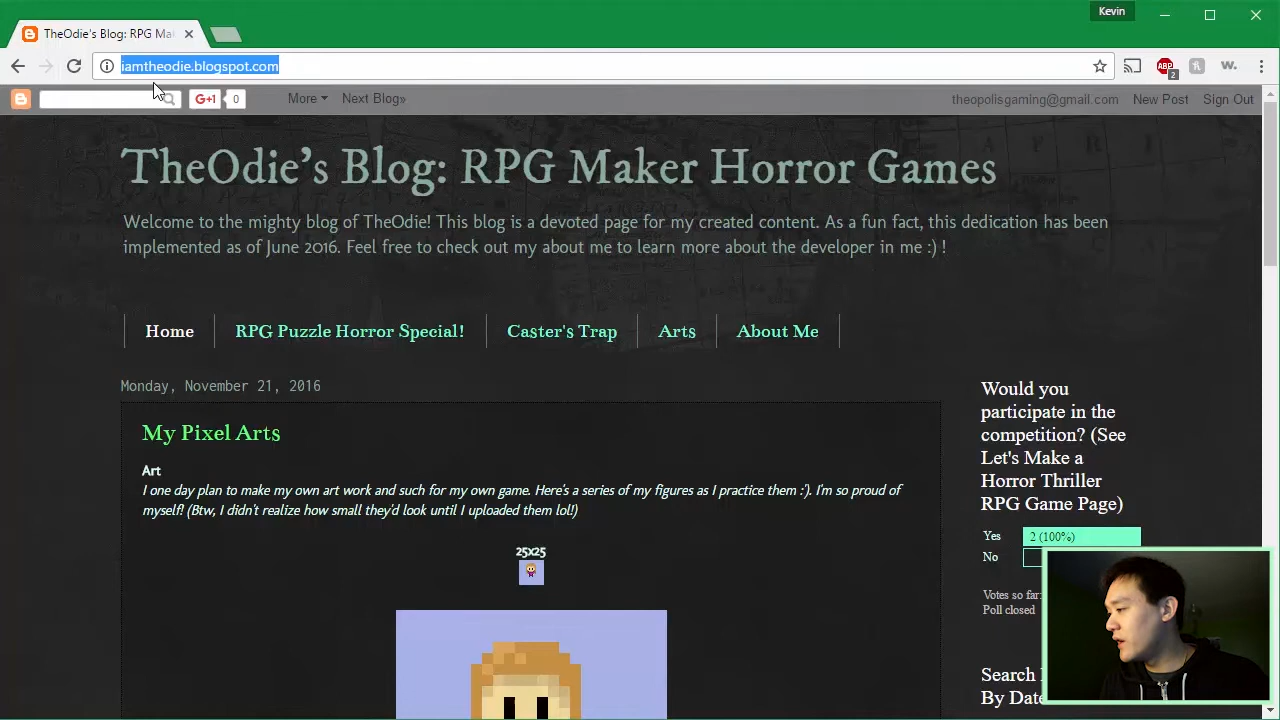 Kevin
TheOdie's Blog: RPG Ma
iamtheodie.blogspot.com
ABP
2
w.
G+1
0
More
Next Blog»
theopolisgaming@gmail.com
New Post
Sign Out
TheOdie's Blog: RPG Maker Horror Games
Welcome to the mighty blog of TheOdie! This blog is a devoted page for my created content. As a fun fact, this dedication has been
implemented as of June 2016. Feel free to check out my about me to learn more about the developer in me :) !
Home
RPG Puzzle Horror Special!
Caster's Trap
Arts
About Me
Monday, November 21, 2016
My Pixel Arts
Art
I one day plan to make my own art work and such for my own game. Here's a series of my figures as I practice them :'). I'm so proud of
myself! (Btw, I didn't realize how small they'd look until I uploaded them lol!)
25x25
Would you
participate in the
competition? (See
Let's Make a
Horror Thriller
RPG Game Page)
Yes
2 (100%)
No
Votes so far:
Poll closed
Search
By Date